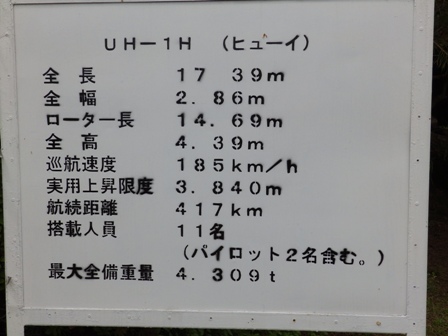 UH－1H （ヒューイ）
全 長 17 39m
全 幅 2.86m
ローター長 14.69m
全 高 4.39m
巡航速度 185km/h
実用上昇限度 3.840m
航続距離 417km
搭載人員 11名
（パイロット2名含む。）
最大全備重量 4.309t